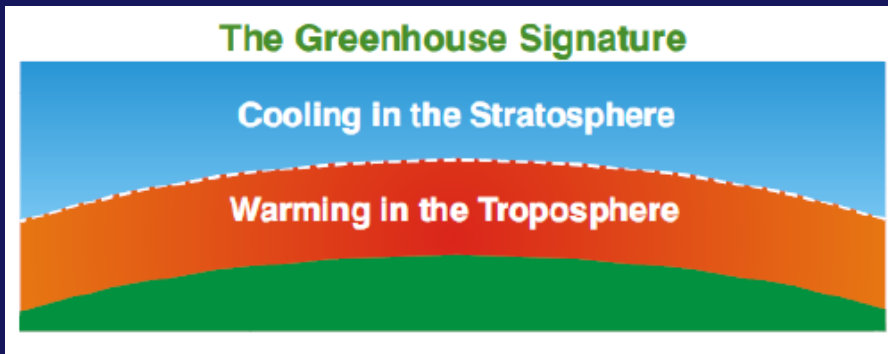 The Greenhouse Signature
Cooling in the Stratosphere
Warming in the Troposphere